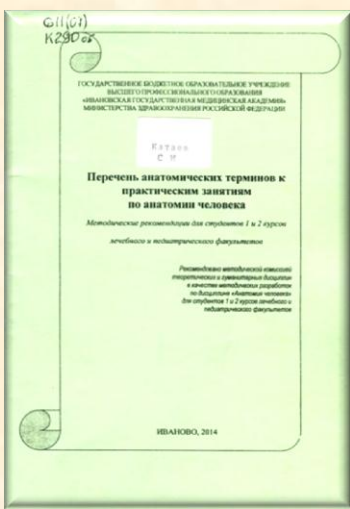 611(07)
К290
ГОСУДАРСТВЕННОЕ БЮДЖЕТНОЕ ОБРАЗОВАТЕЛЬНОЕ УЧРЕЖДЕНИЕ
ВЫСШЕГО ПРОФЕССИОНАЛЬНОГО ОБРАЗОВАНИЯ
«ИВАНОВСКАЯ ГОСУДАРСТВЕННАЯ МЕДИЦИНСКАЯ АКАДЕМИЯ»
МИНИСТЕРСТВА ЗДРАВООХРАНЕНИЯ РОССИЙСКОЙ ФЕДЕРАЦИИ
Катаев
С И
Перечень анатомических терминов к
практическим занятиям
по анатомии человека
Методические рекомендации для студентов 1 и 2 курсов
лечебного и педиатрического факультетов
Рекомендовано методической комиссией
теоретических и гуманитарных дисциплин
в качестве методических разработок
по дисциплине «Анатомия человека»
для студентов 1 и 2 курсов лечебного и
педиатрического факультетов
ИВАНОВО, 2014